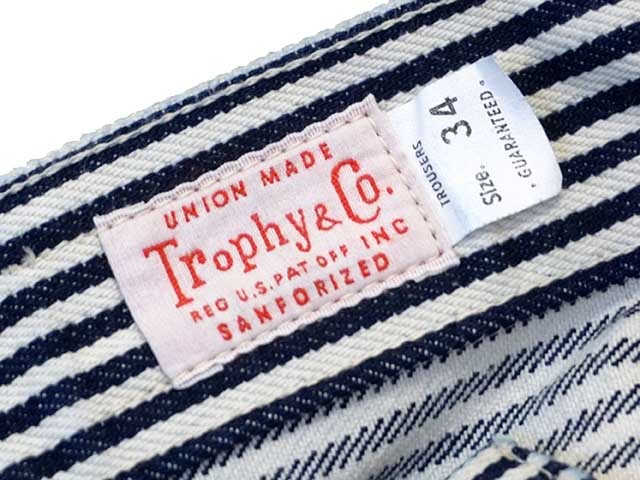 UNION MADE
Trophy & Co.
REG U.S. PAT OFF INC
SANFORIZED
TROUSERS
34
Size.
"GUARANTEED"